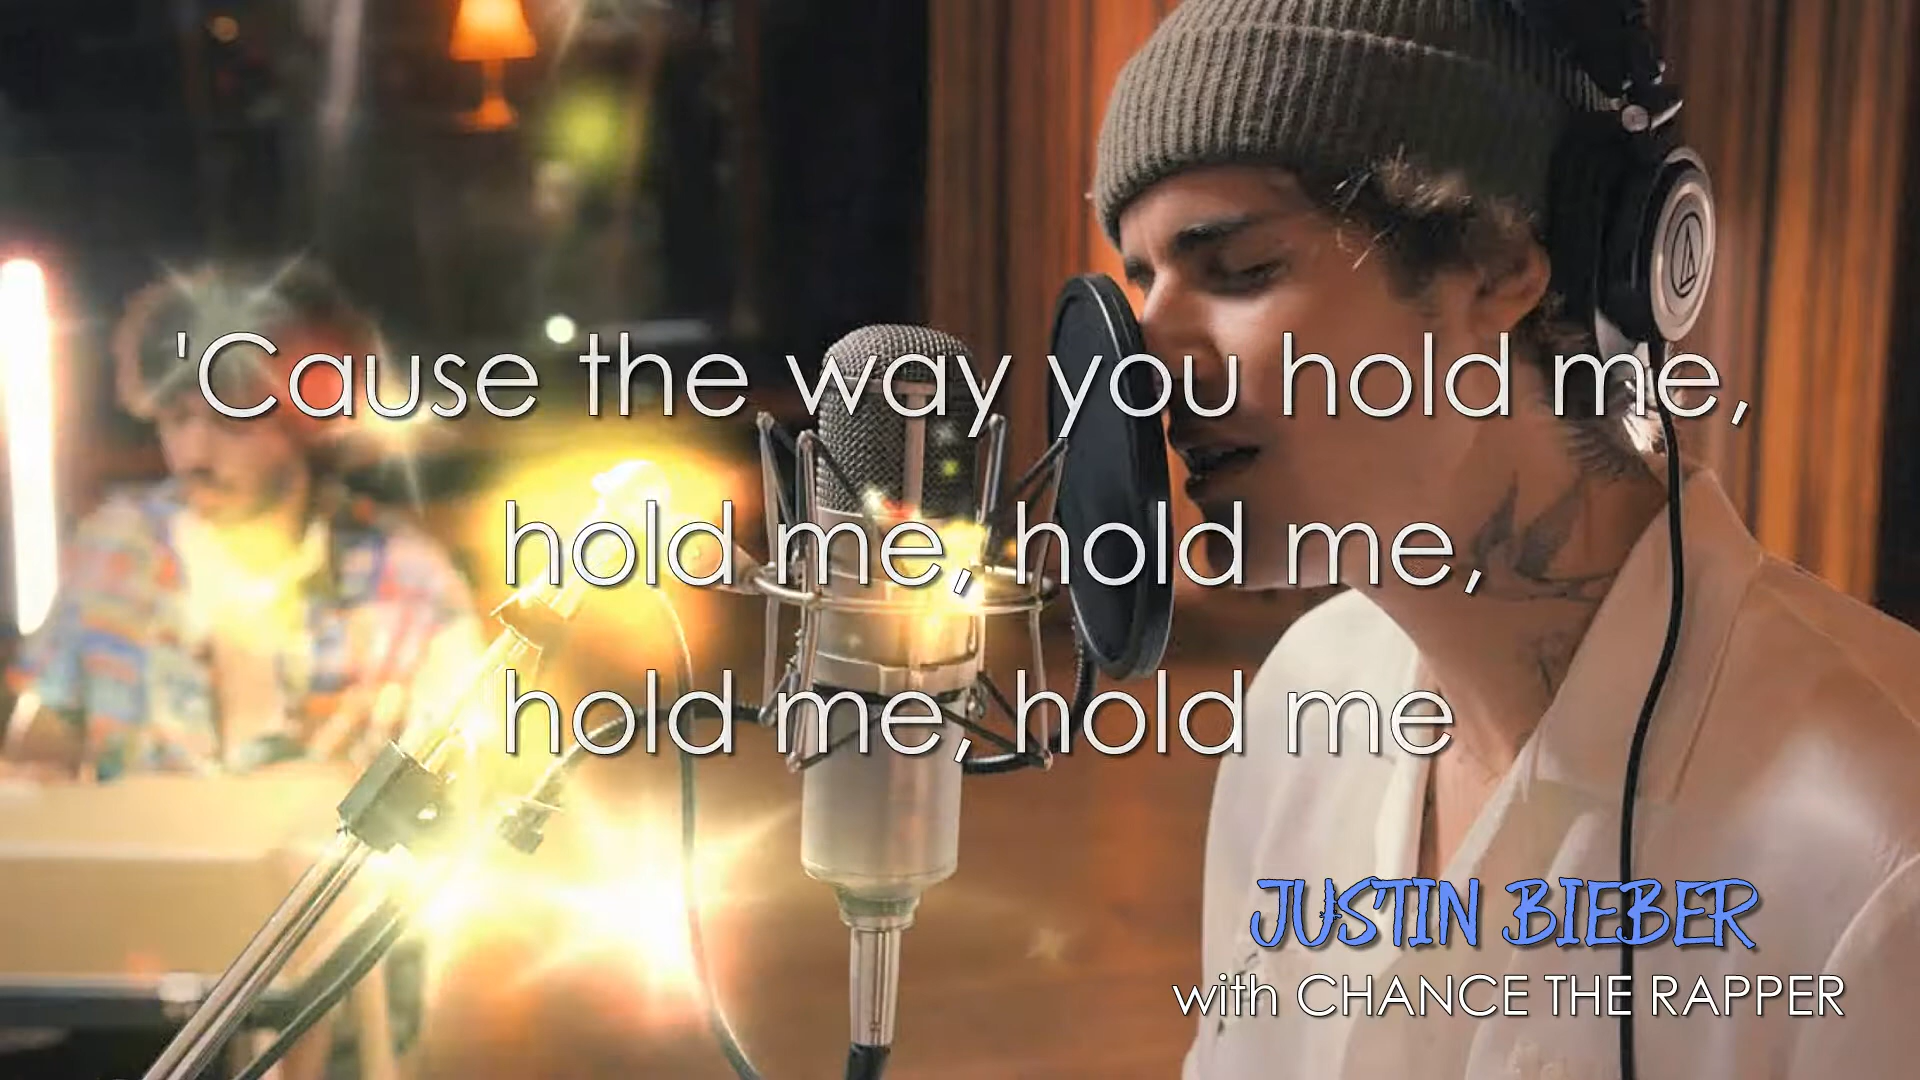 'Cause the way you hold me,
hold me, hold me,
hold me, hold me
JUSTIN BIEBER
with CHANCE THE RAPPER